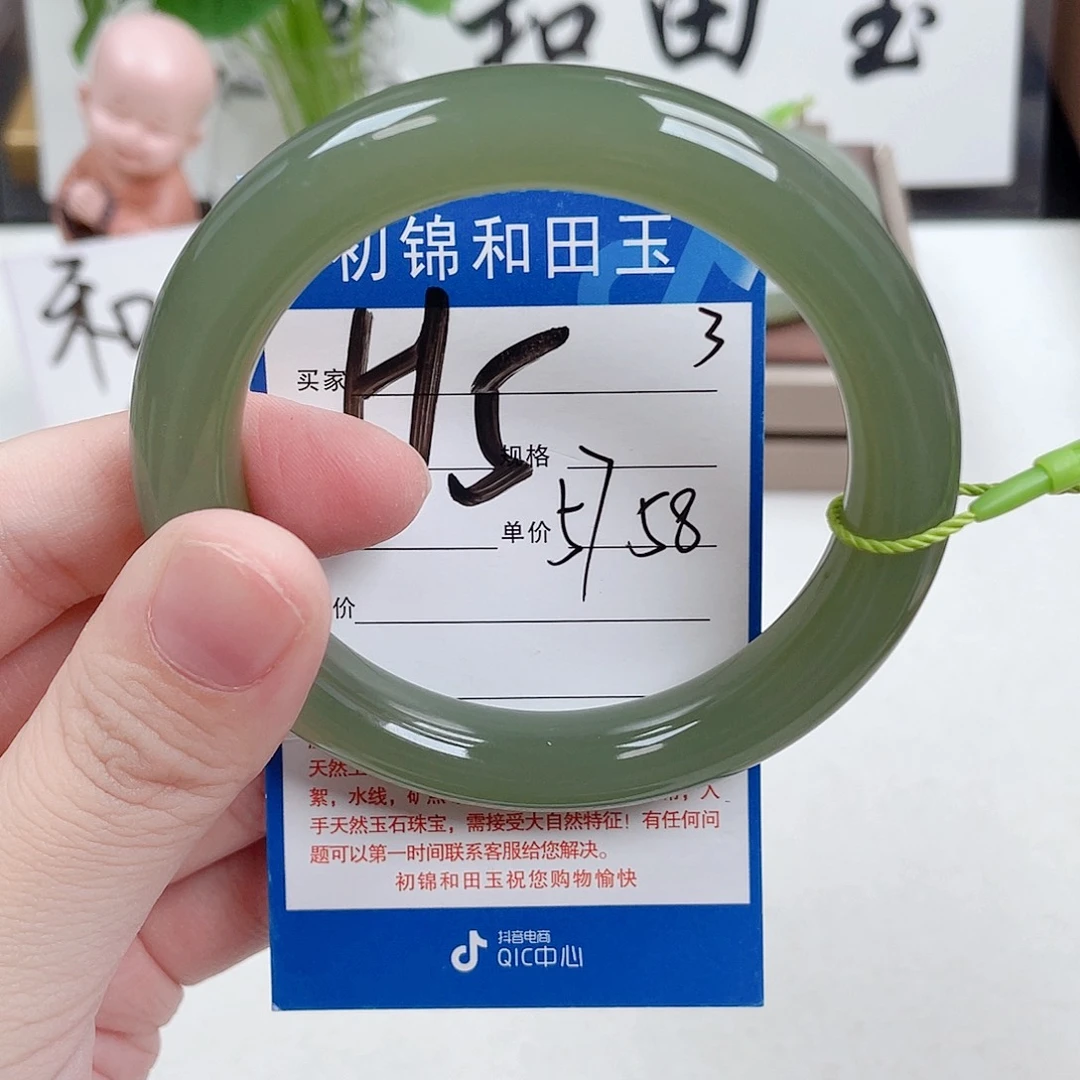 和田玉
和
初锦和田玉
3
买家
HS
规格
单价 57/58
价
絮，水线，
手天然玉石珠宝，需接受大自然特征！有任何问
题可以第一时间联系客服给您解决。
初锦和田玉祝您购物愉快
抖音电商
QIC中心